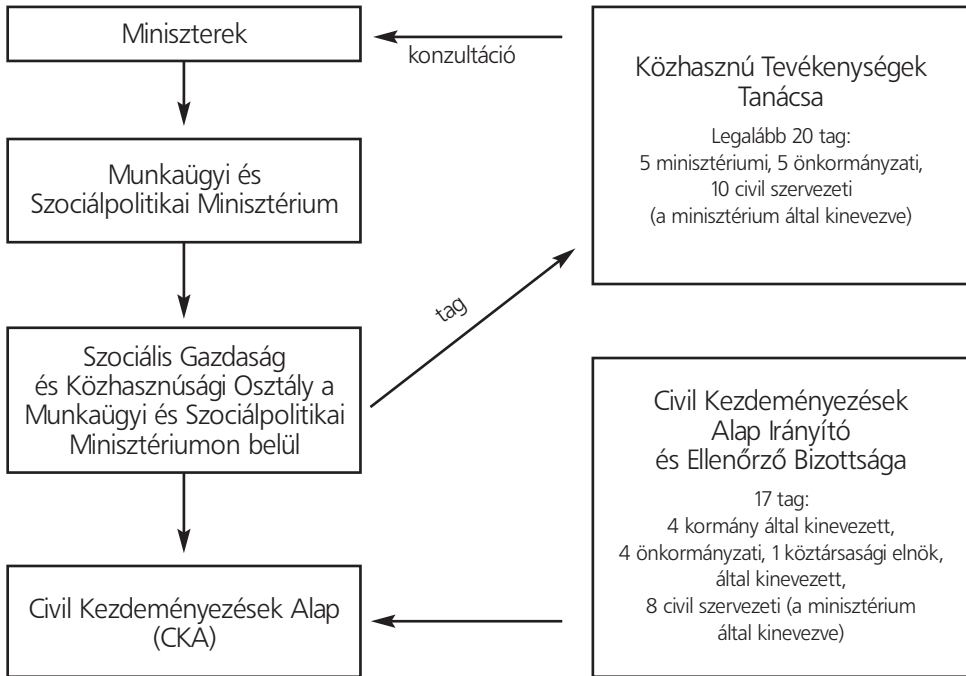 Miniszterek
konzultáció
Közhasznú Tevékenységek
Tanácsa
Legalább 20 tag:
5 minisztériumi, 5 önkormányzati,
10 civil szervezeti
(a minisztérium által kinevezve)
Munkaügyi és
Szociálpolitikai Minisztérium
tag
Szociális Gazdaság
és Közhasznúsági Osztály a
Munkaügyi és Szociálpolitikai
Minisztériumon belül
Civil Kezdeményezések
Alap Irányító
és Ellenőrző Bizottsága
17 tag:
4 kormány által kinevezett,
4 önkormányzati, 1 köztársasági elnök,
által kinevezett,
8 civil szervezeti (a minisztérium
által kinevezve)
Civil Kezdeményezések Alap
(CKA)